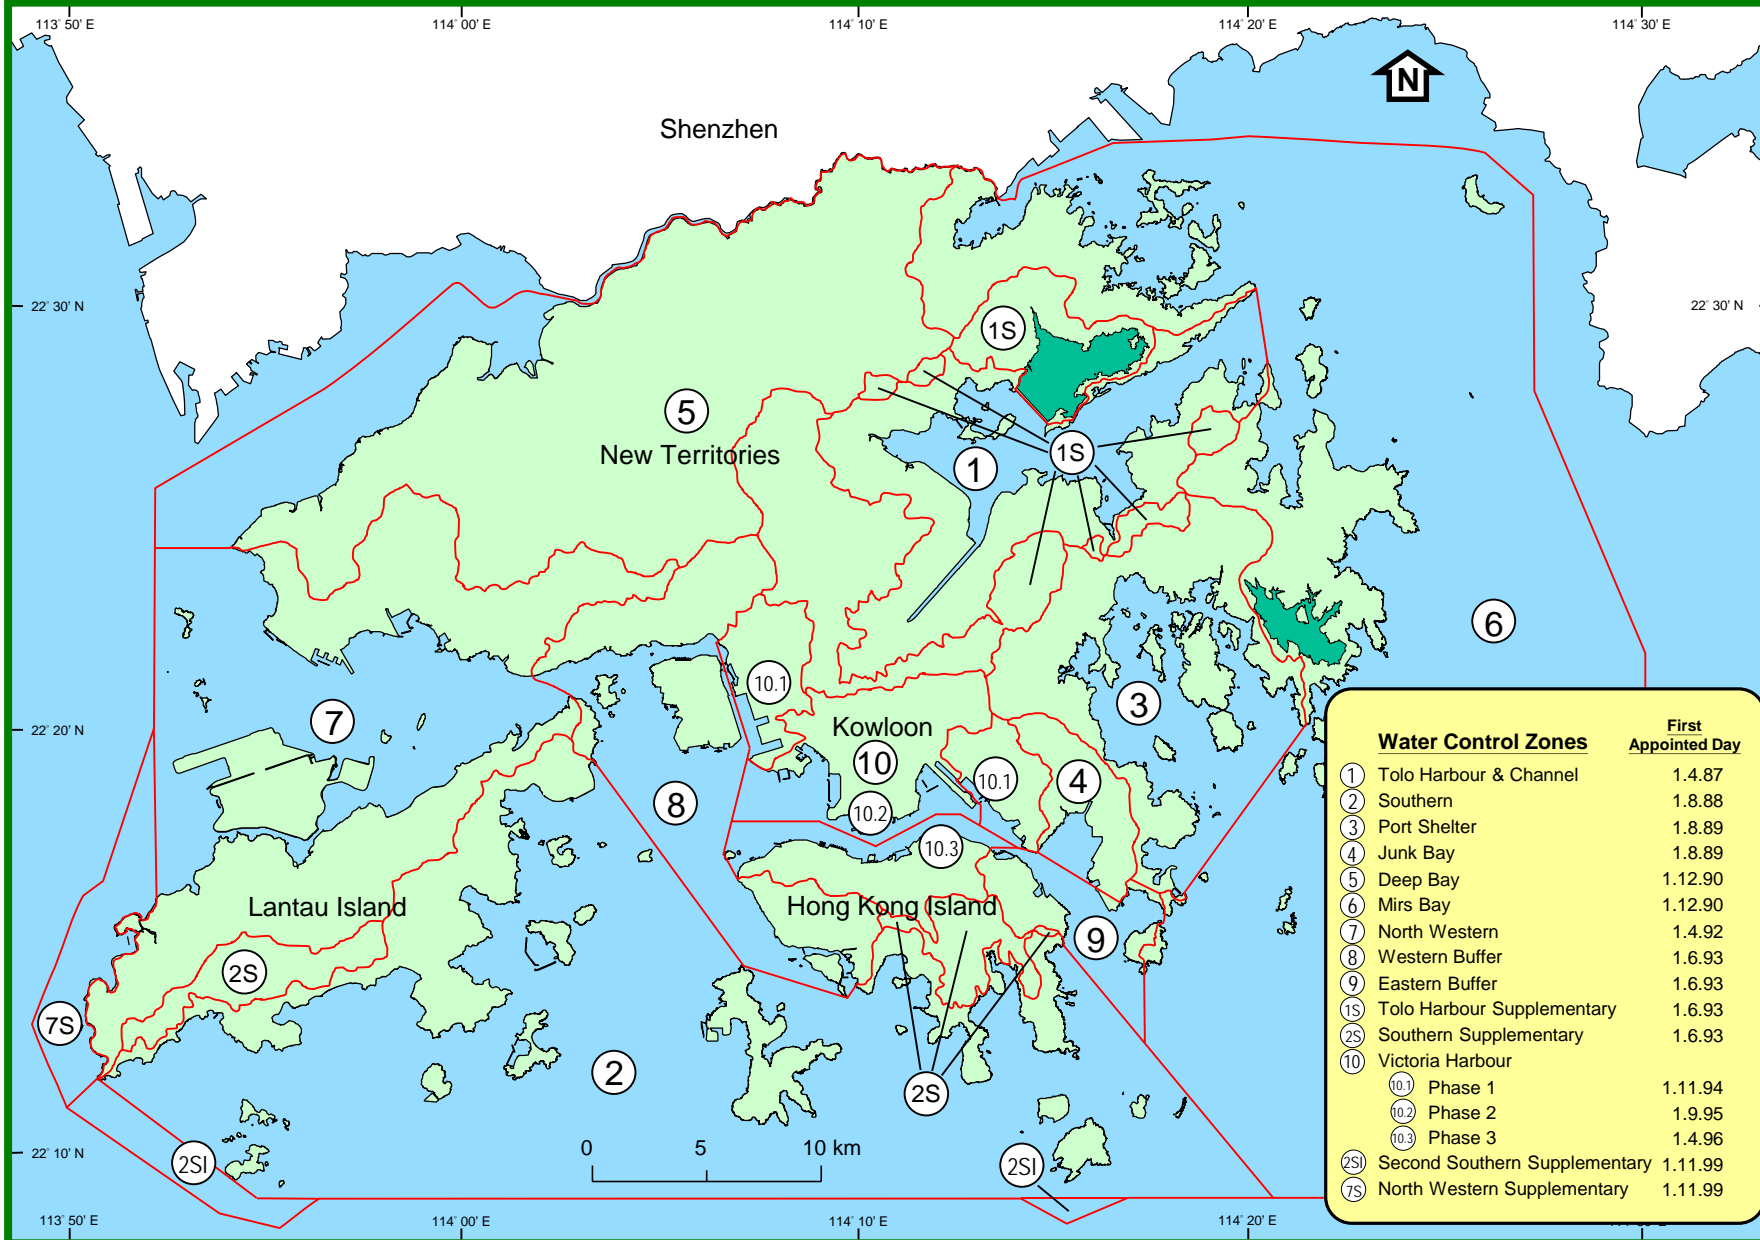 113° 50' E
114° 00' E
114° 10' E
114° 20' E
114° 30' E
N
Shenzhen
22° 30' N
22° 30' N
1S
5
New Territories
1S
1
6
10.1
3
7
Kowloon
22° 20' N
10
10.1
4
8
10.2
10.3
Lantau Island
Hong Kong Island
9
2S
7S
2
2S
0 5 10 km
22° 10' N
2SI
2SI
Water Control Zones
First
Appointed Day
1 Tolo Harbour & Channel 1.4.87
2 Southern 1.8.88
3 Port Shelter 1.8.89
4 Junk Bay 1.8.89
5 Deep Bay 1.12.90
6 Mirs Bay 1.12.90
7 North Western 1.4.92
8 Western Buffer 1.6.93
9 Eastern Buffer 1.6.93
1S Tolo Harbour Supplementary 1.6.93
2S Southern Supplementary 1.6.93
10 Victoria Harbour
10.1 Phase 1 1.11.94
10.2 Phase 2 1.9.95
10.3 Phase 3 1.4.96
2SI Second Southern Supplementary 1.11.99
7S North Western Supplementary 1.11.99
113° 50' E
114° 00' E
114° 10' E
114° 20' E